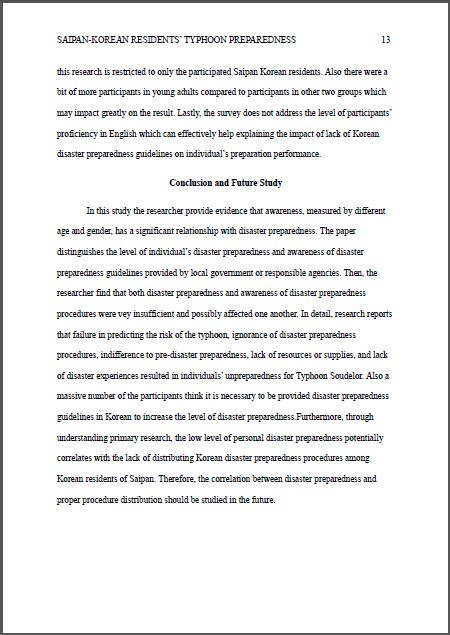 SAIPAN-KOREAN RESIDENTS' TYPHOON PREPAREDNESS 13
this research is restricted to only the participated Saipan Korean residents. Also there were a
bit of more participants in young adults compared to participants in other two groups which
may impact greatly on the result. Lastly, the survey does not address the level of participants'
proficiency in English which can effectively help explaining the impact of lack of Korean
disaster preparedness guidelines on individual's preparation performance.
Conclusion and Future Study
In this study the researcher provide evidence that awareness, measured by different
age and gender, has a significant relationship with disaster preparedness. The paper
distinguishes the level of individual's disaster preparedness and awareness of disaster
preparedness guidelines provided by local government or responsible agencies. Then, the
researcher find that both disaster preparedness and awareness of disaster preparedness
procedures were vey insufficient and possibly affected one another. In detail, research reports
that failure in predicting the risk of the typhoon, ignorance of disaster preparedness
procedures, indifference to pre-disaster preparedness, lack of resources or supplies, and lack
of disaster experiences resulted in individuals' unpreparedness for Typhoon Soudelor. Also a
massive number of the participants think it is necessary to be provided disaster preparedness
guidelines in Korean to increase the level of disaster preparedness.Furthermore, through
understanding primary research, the low level of personal disaster preparedness potentially
correlates with the lack of distributing Korean disaster preparedness procedures among
Korean residents of Saipan. Therefore, the correlation between disaster preparedness and
proper procedure distribution should be studied in the future.